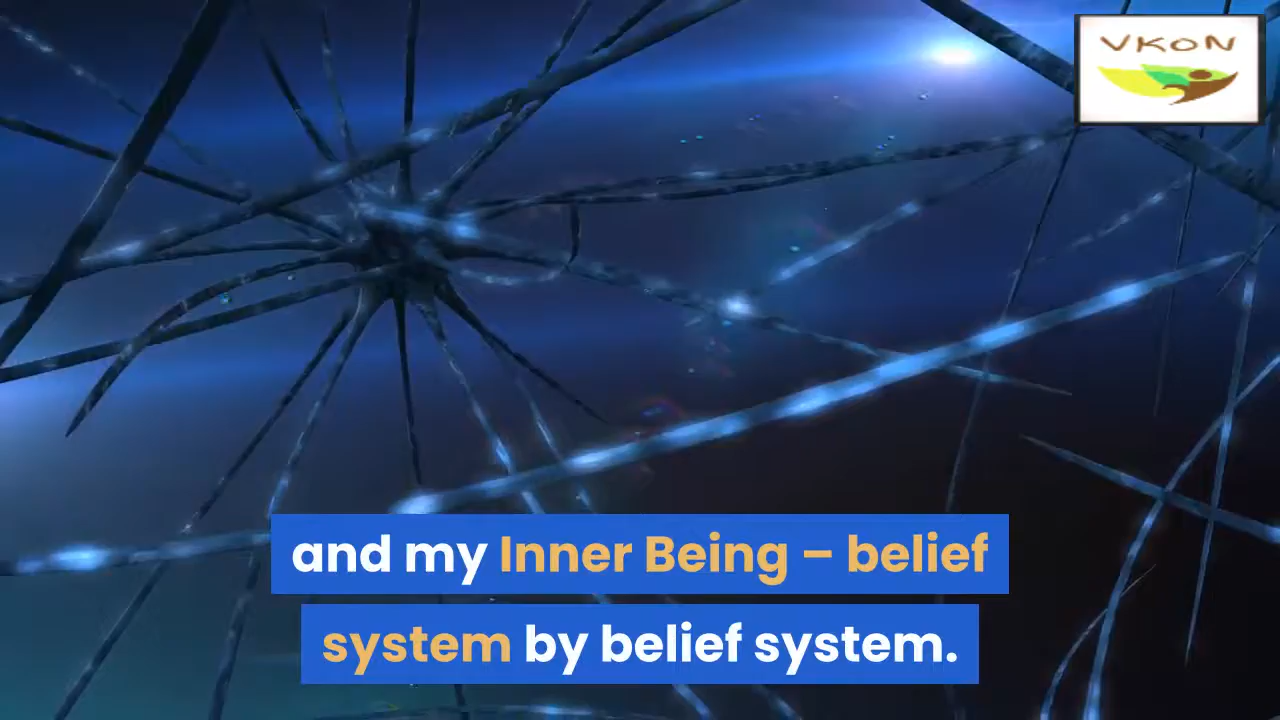 VKON
and my Inner Being – belief
system by belief system.